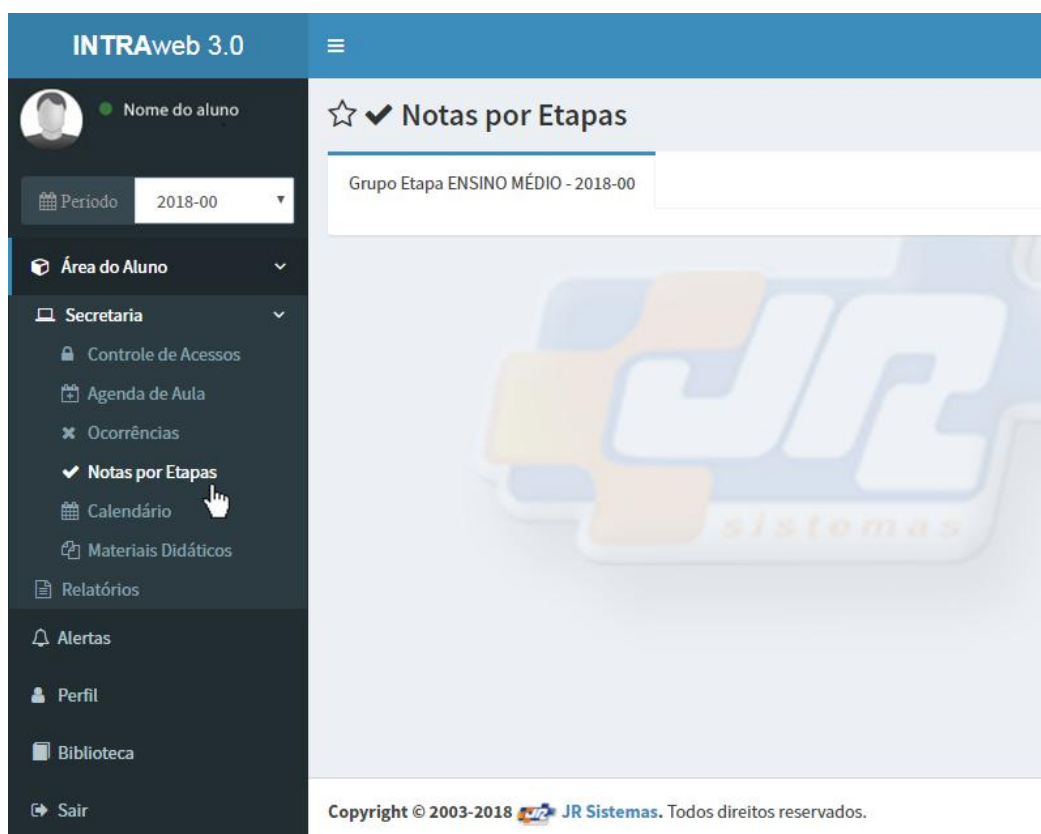 INTRAweb 3.0
Nome do aluno
Período 2018-00
Área do Aluno
Secretaria
Controle de Acessos
Agenda de Aula
Ocorrências
Notas por Etapas
Calendário
Materiais Didáticos
Relatórios
Alertas
Perfil
Biblioteca
Sair
Notas por Etapas
Grupo Etapa ENSINO MÉDIO - 2018-00
JR
sistemas
Copyright © 2003-2018 JR Sistemas. Todos direitos reservados.